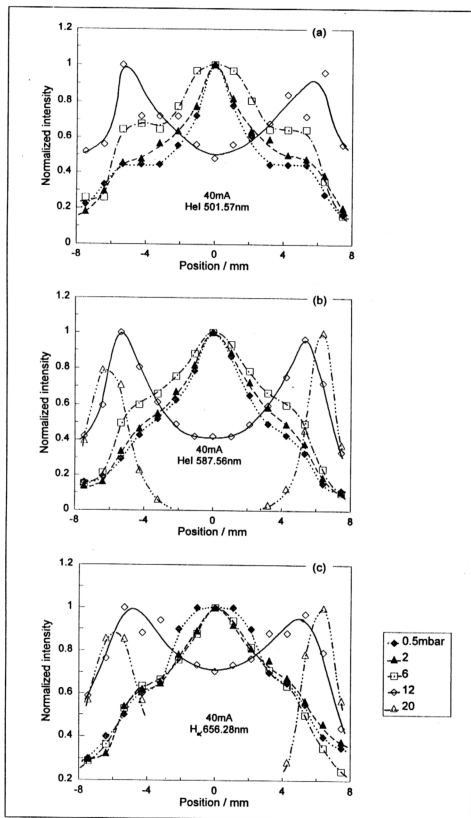 (a)
1.2
1
0.8
0.6
0.4
0.2
0
Normalized intensity
40mA
HeI 501.57nm
-8 -4 0 4 8
Position / mm
(b)
1.2
1
0.8
0.6
0.4
0.2
0
Normalized intensity
40mA
HeI 587.56nm
-8 -4 0 4 8
Position / mm
(c)
1.2
1
0.8
0.6
0.4
0.2
Normalized intensity
40mA
Hα 656.28nm
-8 -4 0 4 8
Position / mm
0.5mbar
2
6
12
20